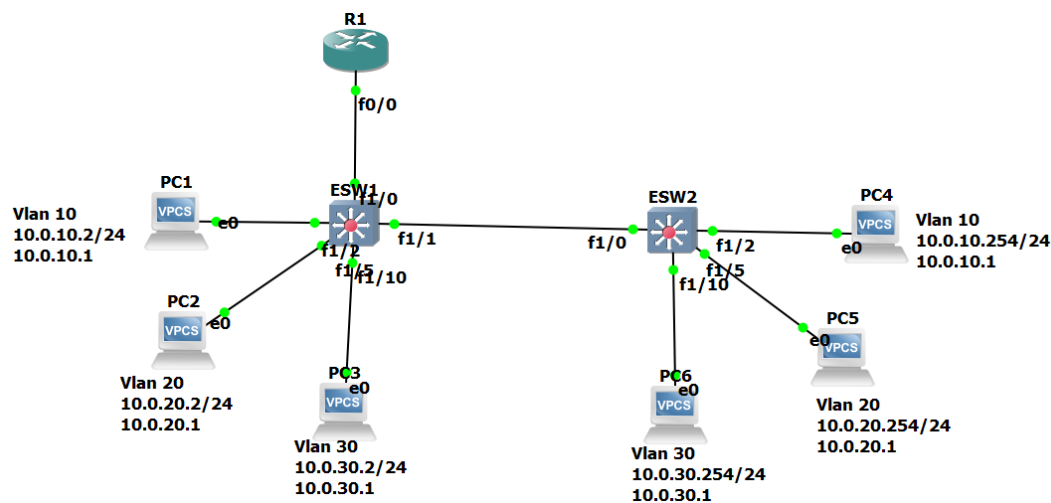 R1
f0/0
PC1
VPCS
e0
Vlan 10
10.0.10.2/24
10.0.10.1
ESW1
f1/0
f1/1
f1/2
f1/5
f1/10
PC2
VPCS
e0
Vlan 20
10.0.20.2/24
10.0.20.1
PC3
e0
VPCS
Vlan 30
10.0.30.2/24
10.0.30.1
ESW2
f1/0
f1/2
f1/5
f1/10
PC4
VPCS
e0
Vlan 10
10.0.10.254/24
10.0.10.1
PC5
e0
VPCS
Vlan 20
10.0.20.254/24
10.0.20.1
PC6
e0
VPCS
Vlan 30
10.0.30.254/24
10.0.30.1